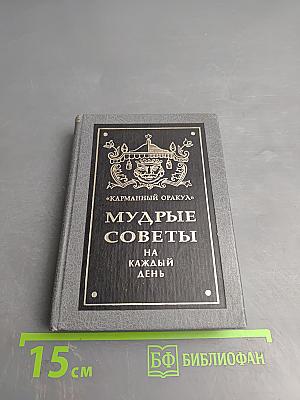 «КАРМАННЫЙ ОРАКУЛ»
МУДРЫЕ
СОВЕТЫ
НА
КАЖДЫЙ
ДЕНЬ
15 см
БФ БИБЛИОФАН